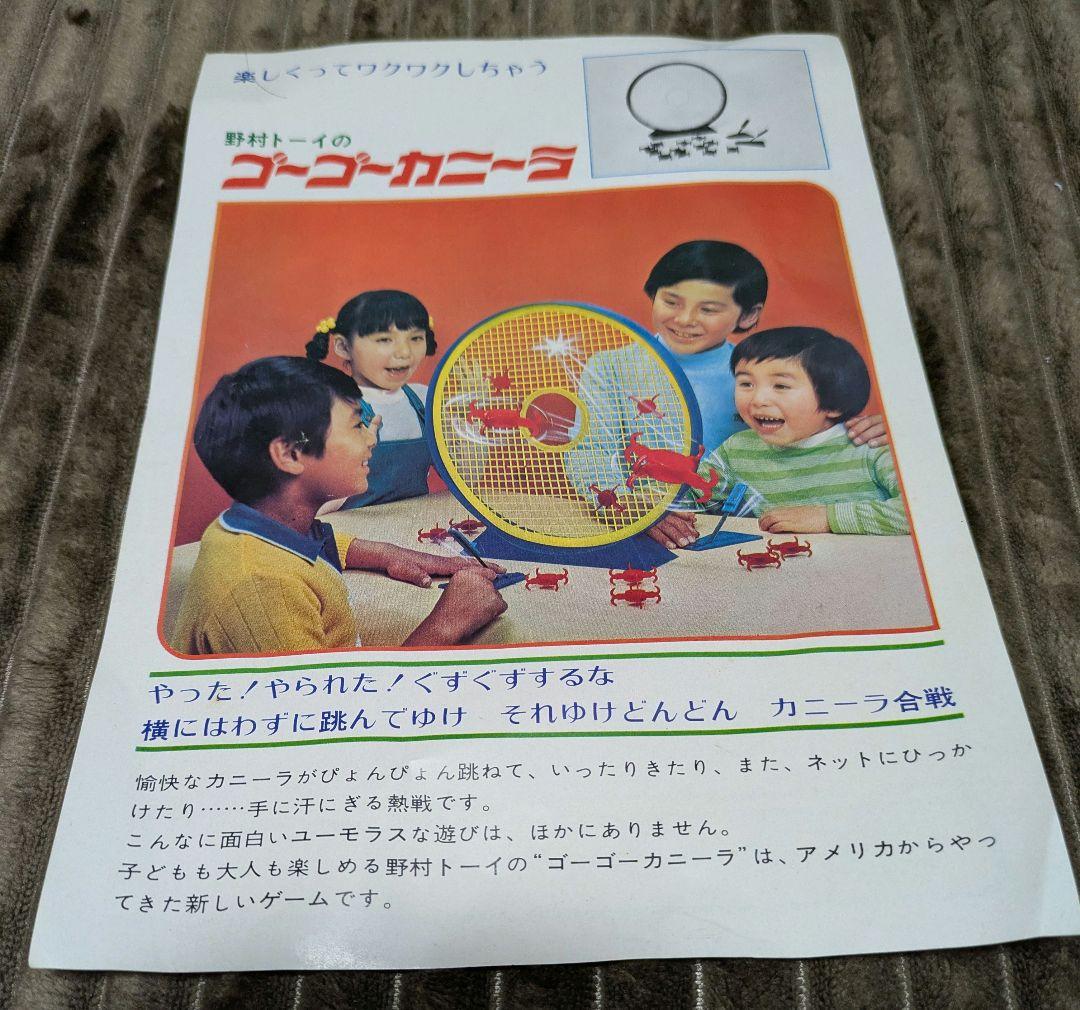 楽しくってワクワクしちゃう
野村トーイの
ゴーゴーカニーラ
やった!やられた!ぐずぐずするな
横にはわずに跳んでゆけ　それゆけどんどん　カニーラ合戦
愉快なカニーラがぴょんぴょん跳ねて、いったりきたり、また、ネットにひっか
けたり……手に汗にぎる熱戦です。
こんなに面白いユーモラスな遊びは、ほかにありません。
子どもも大人も楽しめる野村トーイの“ゴーゴーカニーラ”は、アメリカからやっ
てきた新しいゲームです。